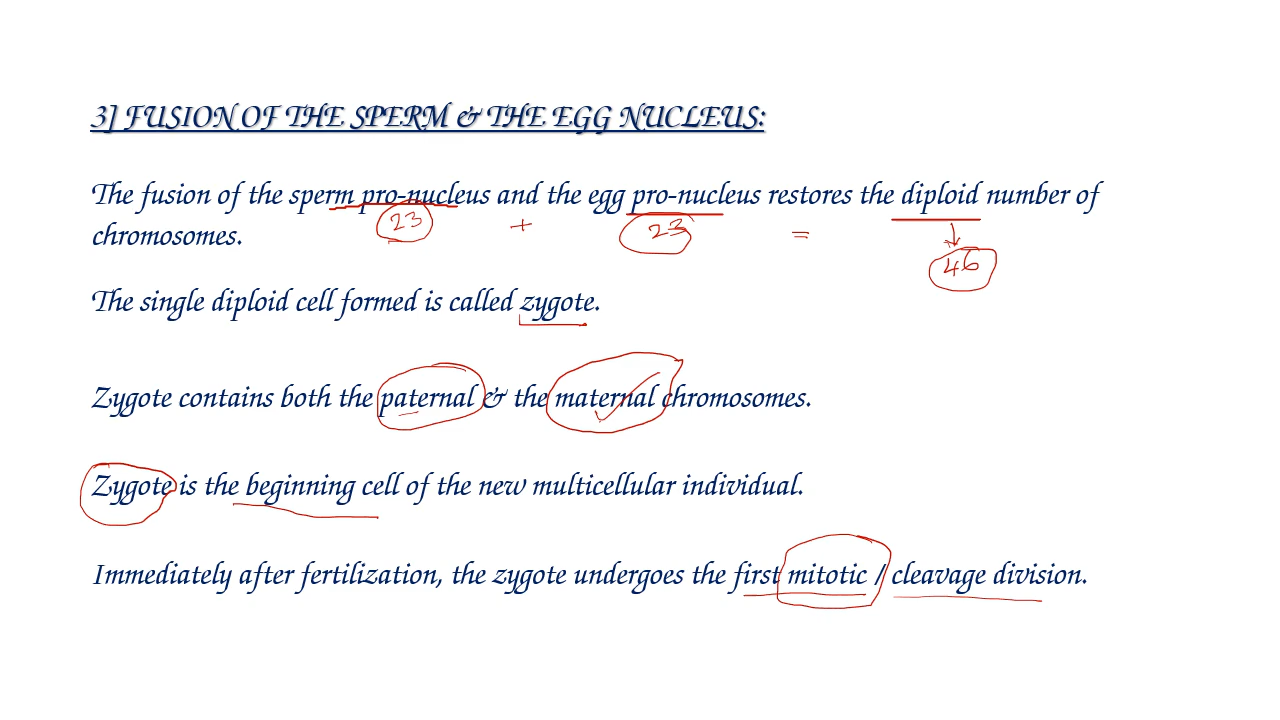 3] FUSION OF THE SPERM & THE EGG NUCLEUS:
The fusion of the sperm pro-nucleus and the egg pro-nucleus restores the diploid number of
23 + 23 = 46
chromosomes.
The single diploid cell formed is called zygote.
Zygote contains both the paternal & the maternal chromosomes.
Zygote is the beginning cell of the new multicellular individual.
Immediately after fertilization, the zygote undergoes the first mitotic / cleavage division.